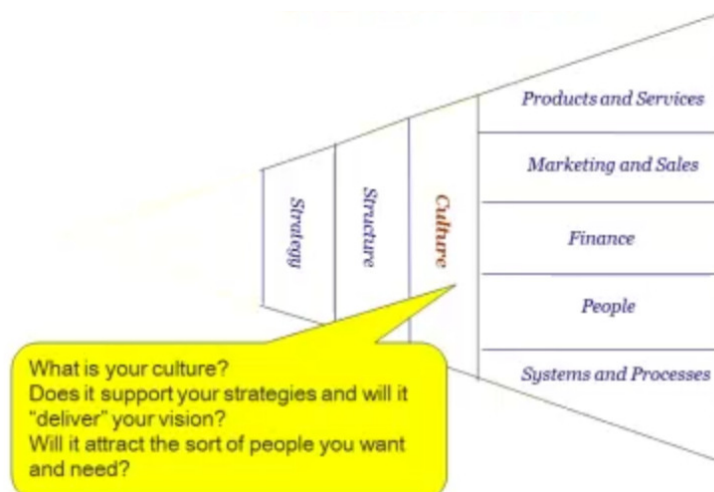 Strategy
Structure
Culture
Products and Services
Marketing and Sales
Finance
People
Systems and Processes
What is your culture?
Does it support your strategies and will it
“deliver” your vision?
Will it attract the sort of people you want
and need?